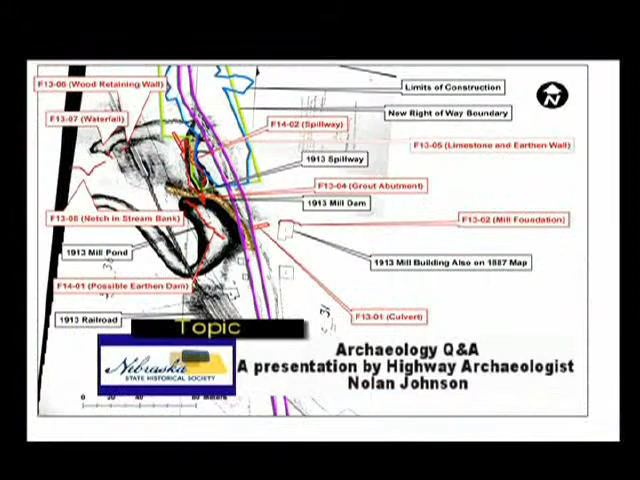 F13-06 (Wood Retaining Wall)
Limits of Construction
N
F13-07 (Waterfall)
New Right of Way Boundary
F14-02 (Spillway)
F13-05 (Limestone and Earthen Wall)
1913 Spillway
F13-04 (Grout Abutment)
1913 Mill Dam
F13-08 (Notch in Stream Bank)
F13-02 (Mill Foundation)
1913 Mill Pond
1913 Mill Building Also on 1887 Map
F14-01 (Possible Earthen Dam)
F13-01 (Culvert)
1913 Railroad
Topic
Archaeology Q&A
A presentation by Highway Archaeologist
Nolan Johnson
Nebraska
STATE HISTORICAL SOCIETY
0